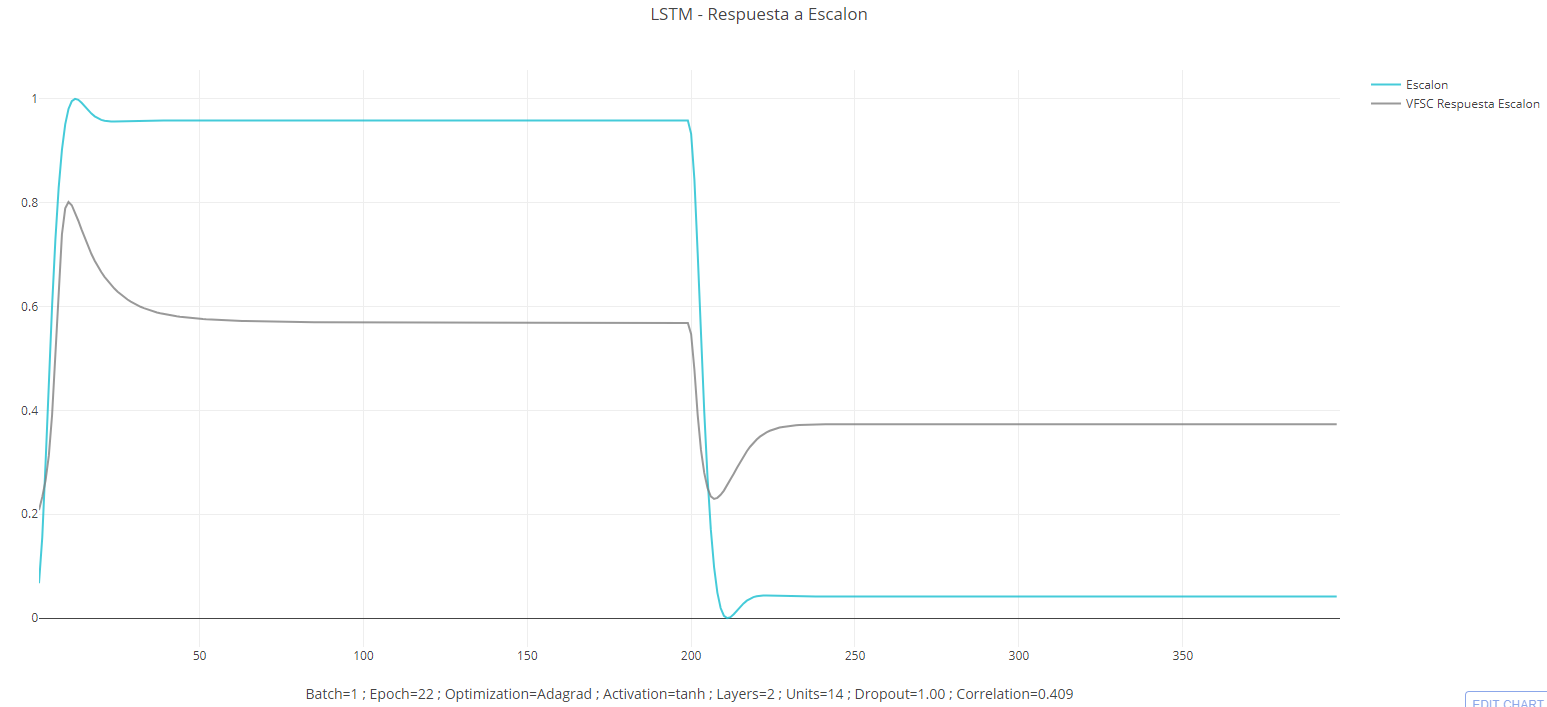 LSTM - Respuesta a Escalon
Escalon
VFSC Respuesta Escalon
1
0.8
0.6
0.4
0.2
0
50 100 150 200 250 300 350
Batch=1 ; Epoch=22 ; Optimization=Adagrad ; Activation=tanh ; Layers=2 ; Units=14 ; Dropout=1.00 ; Correlation=0.409
EDIT CHART